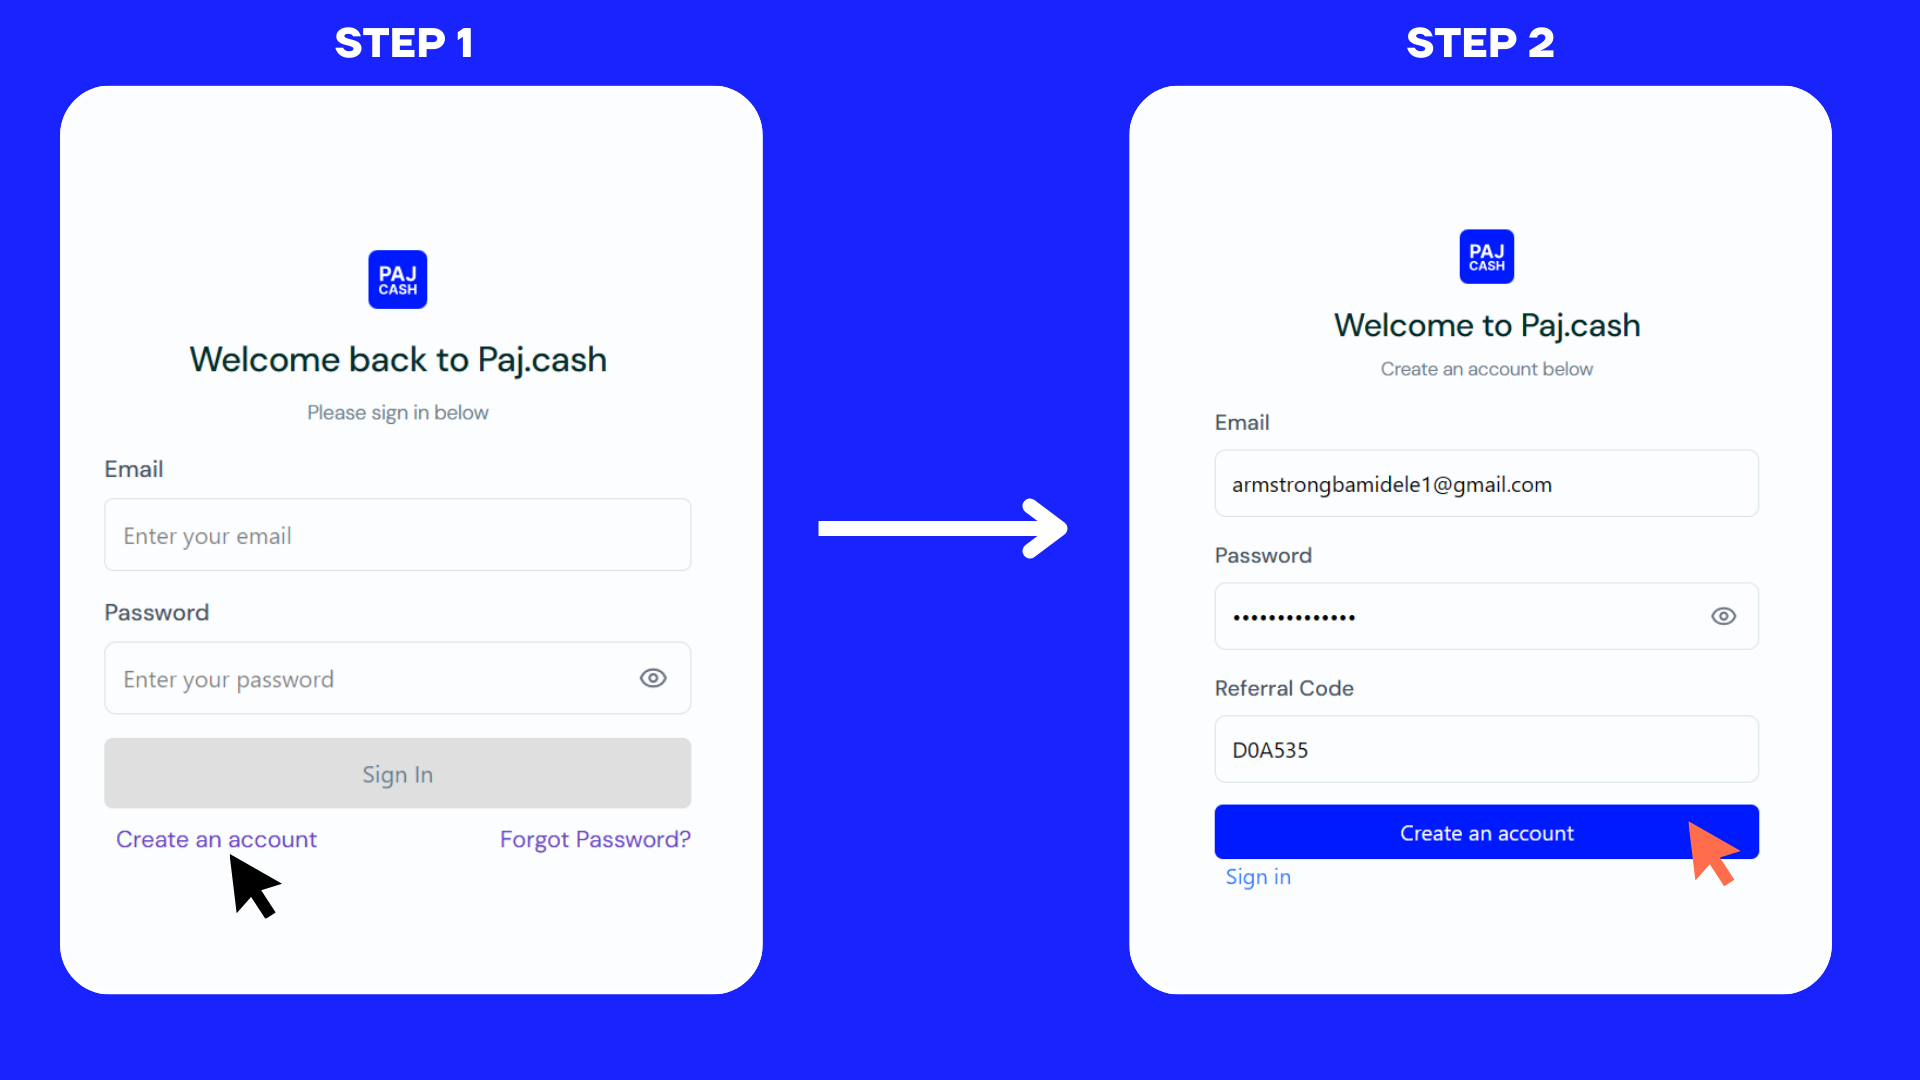 STEP 1
PAJ
CASH
Welcome back to Paj.cash
Please sign in below
Email
Enter your email
Password
Enter your password
Sign In
Create an account
Forgot Password?
STEP 2
PAJ
CASH
Welcome to Paj.cash
Create an account below
Email
armstrongbamidele1@gmail.com
Password
••••••••••••••
Referral Code
D0A535
Create an account
Sign in